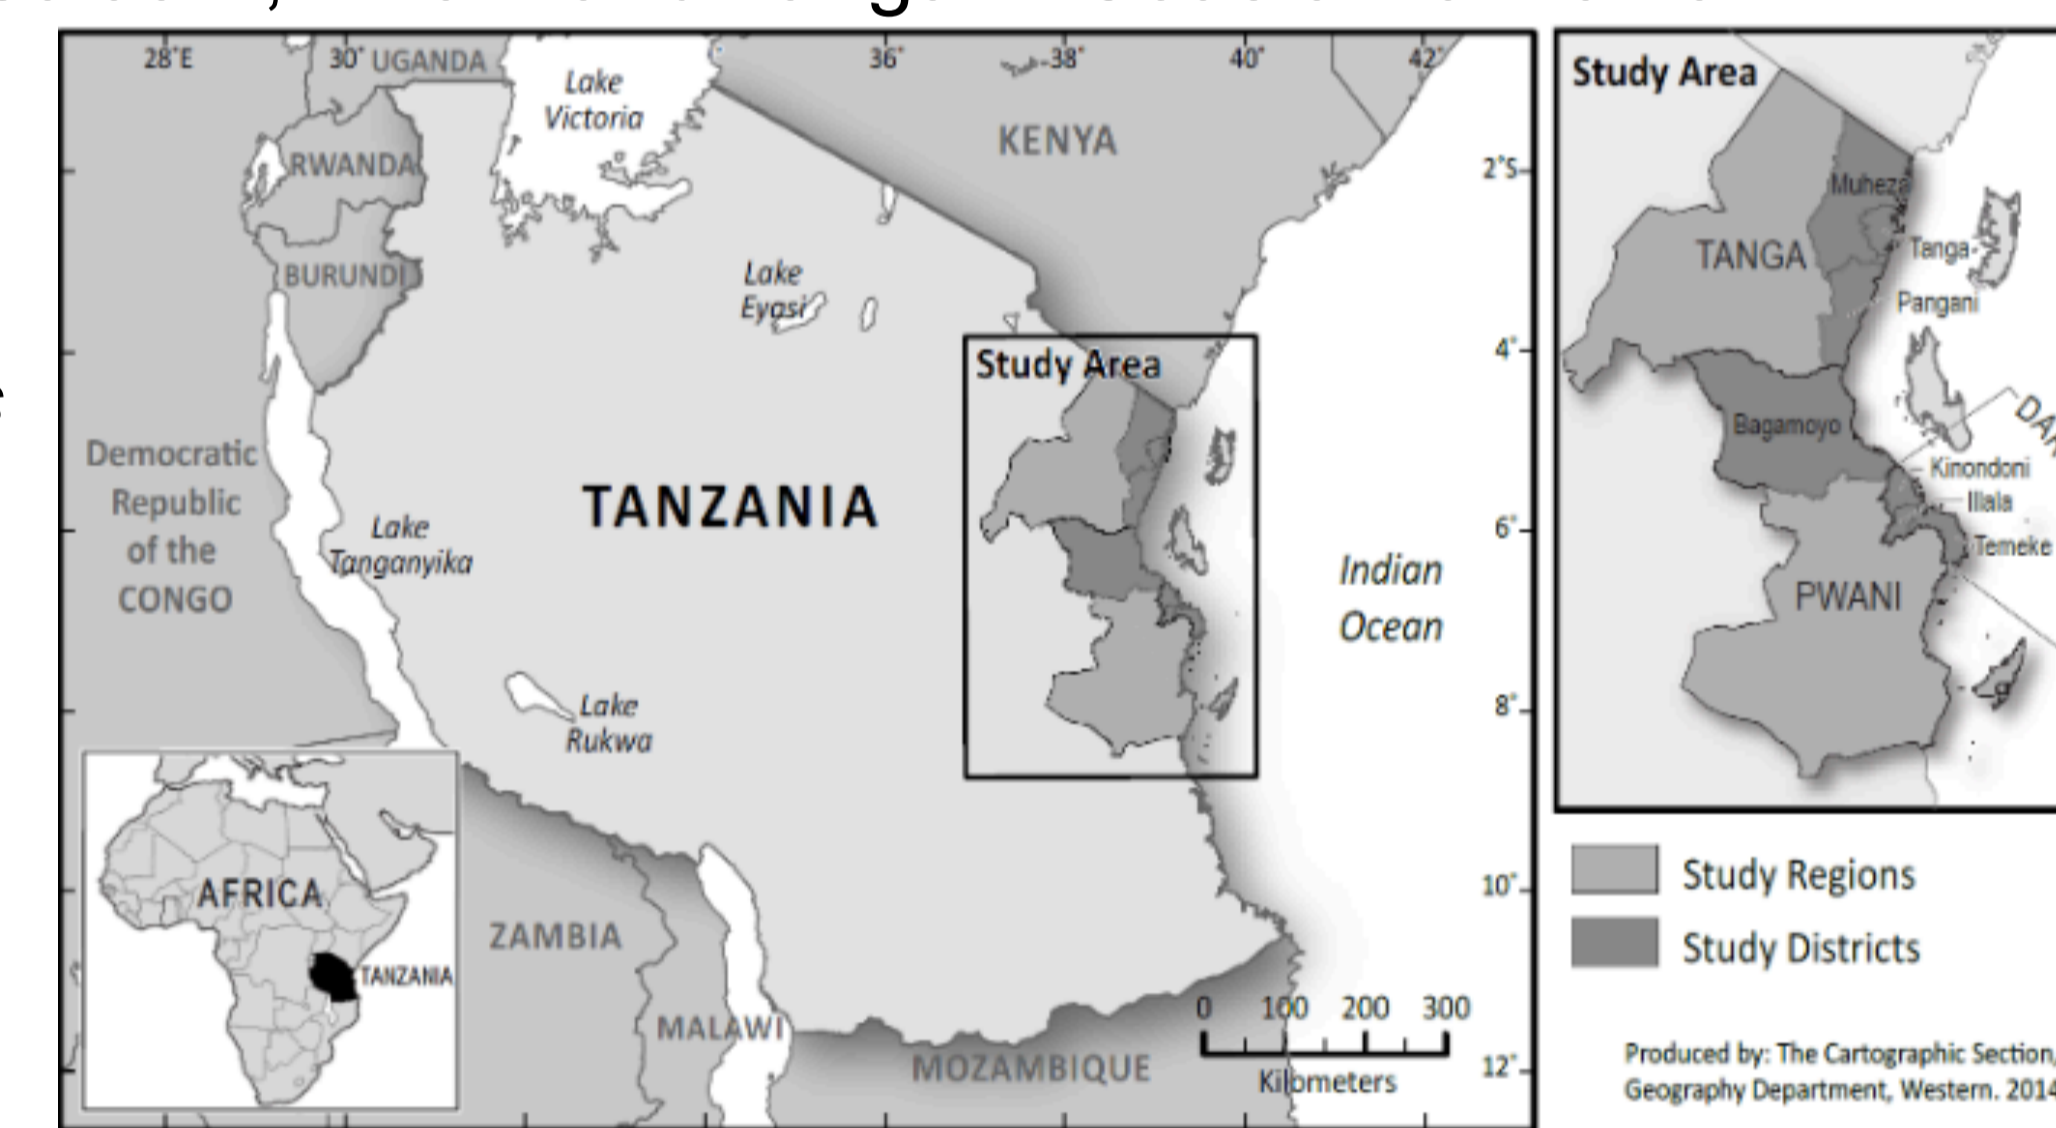 28°E
30°
36°
38°
40°
42°
UGANDA
Lake
Victoria
KENYA
RWANDA
2°S
BURUNDI
Lake
Eyasi
4°
Study Area
Democratic
Republic
of the
CONGO
TANZANIA
Lake
Tanganyika
6°
Indian
Ocean
Lake
Rukwa
8°
AFRICA
TANZANIA
ZAMBIA
10°
MALAWI
MOZAMBIQUE
0 100 200 300
Kilometers
12°
Study Area
Muheza
TANGA
Tanga
Pangani
Bagamoyo
Kinondoni
Illala
Temeke
PWANI
Study Regions
Study Districts
Produced by: The Cartographic Section,
Geography Department, Western. 2014